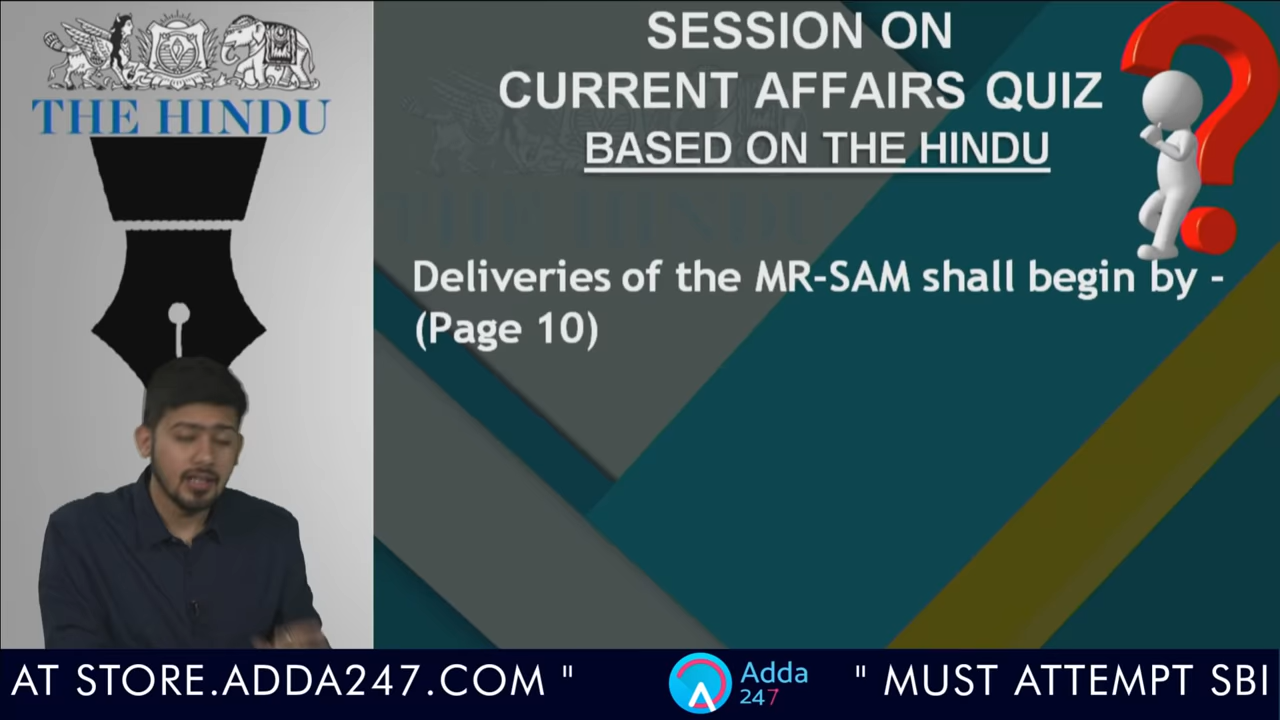 THE HINDU
SESSION ON
CURRENT AFFAIRS QUIZ
BASED ON THE HINDU
Deliveries of the MR-SAM shall begin by -
(Page 10)
AT STORE.ADDA247.COM "
Adda
247
" MUST ATTEMPT SBI